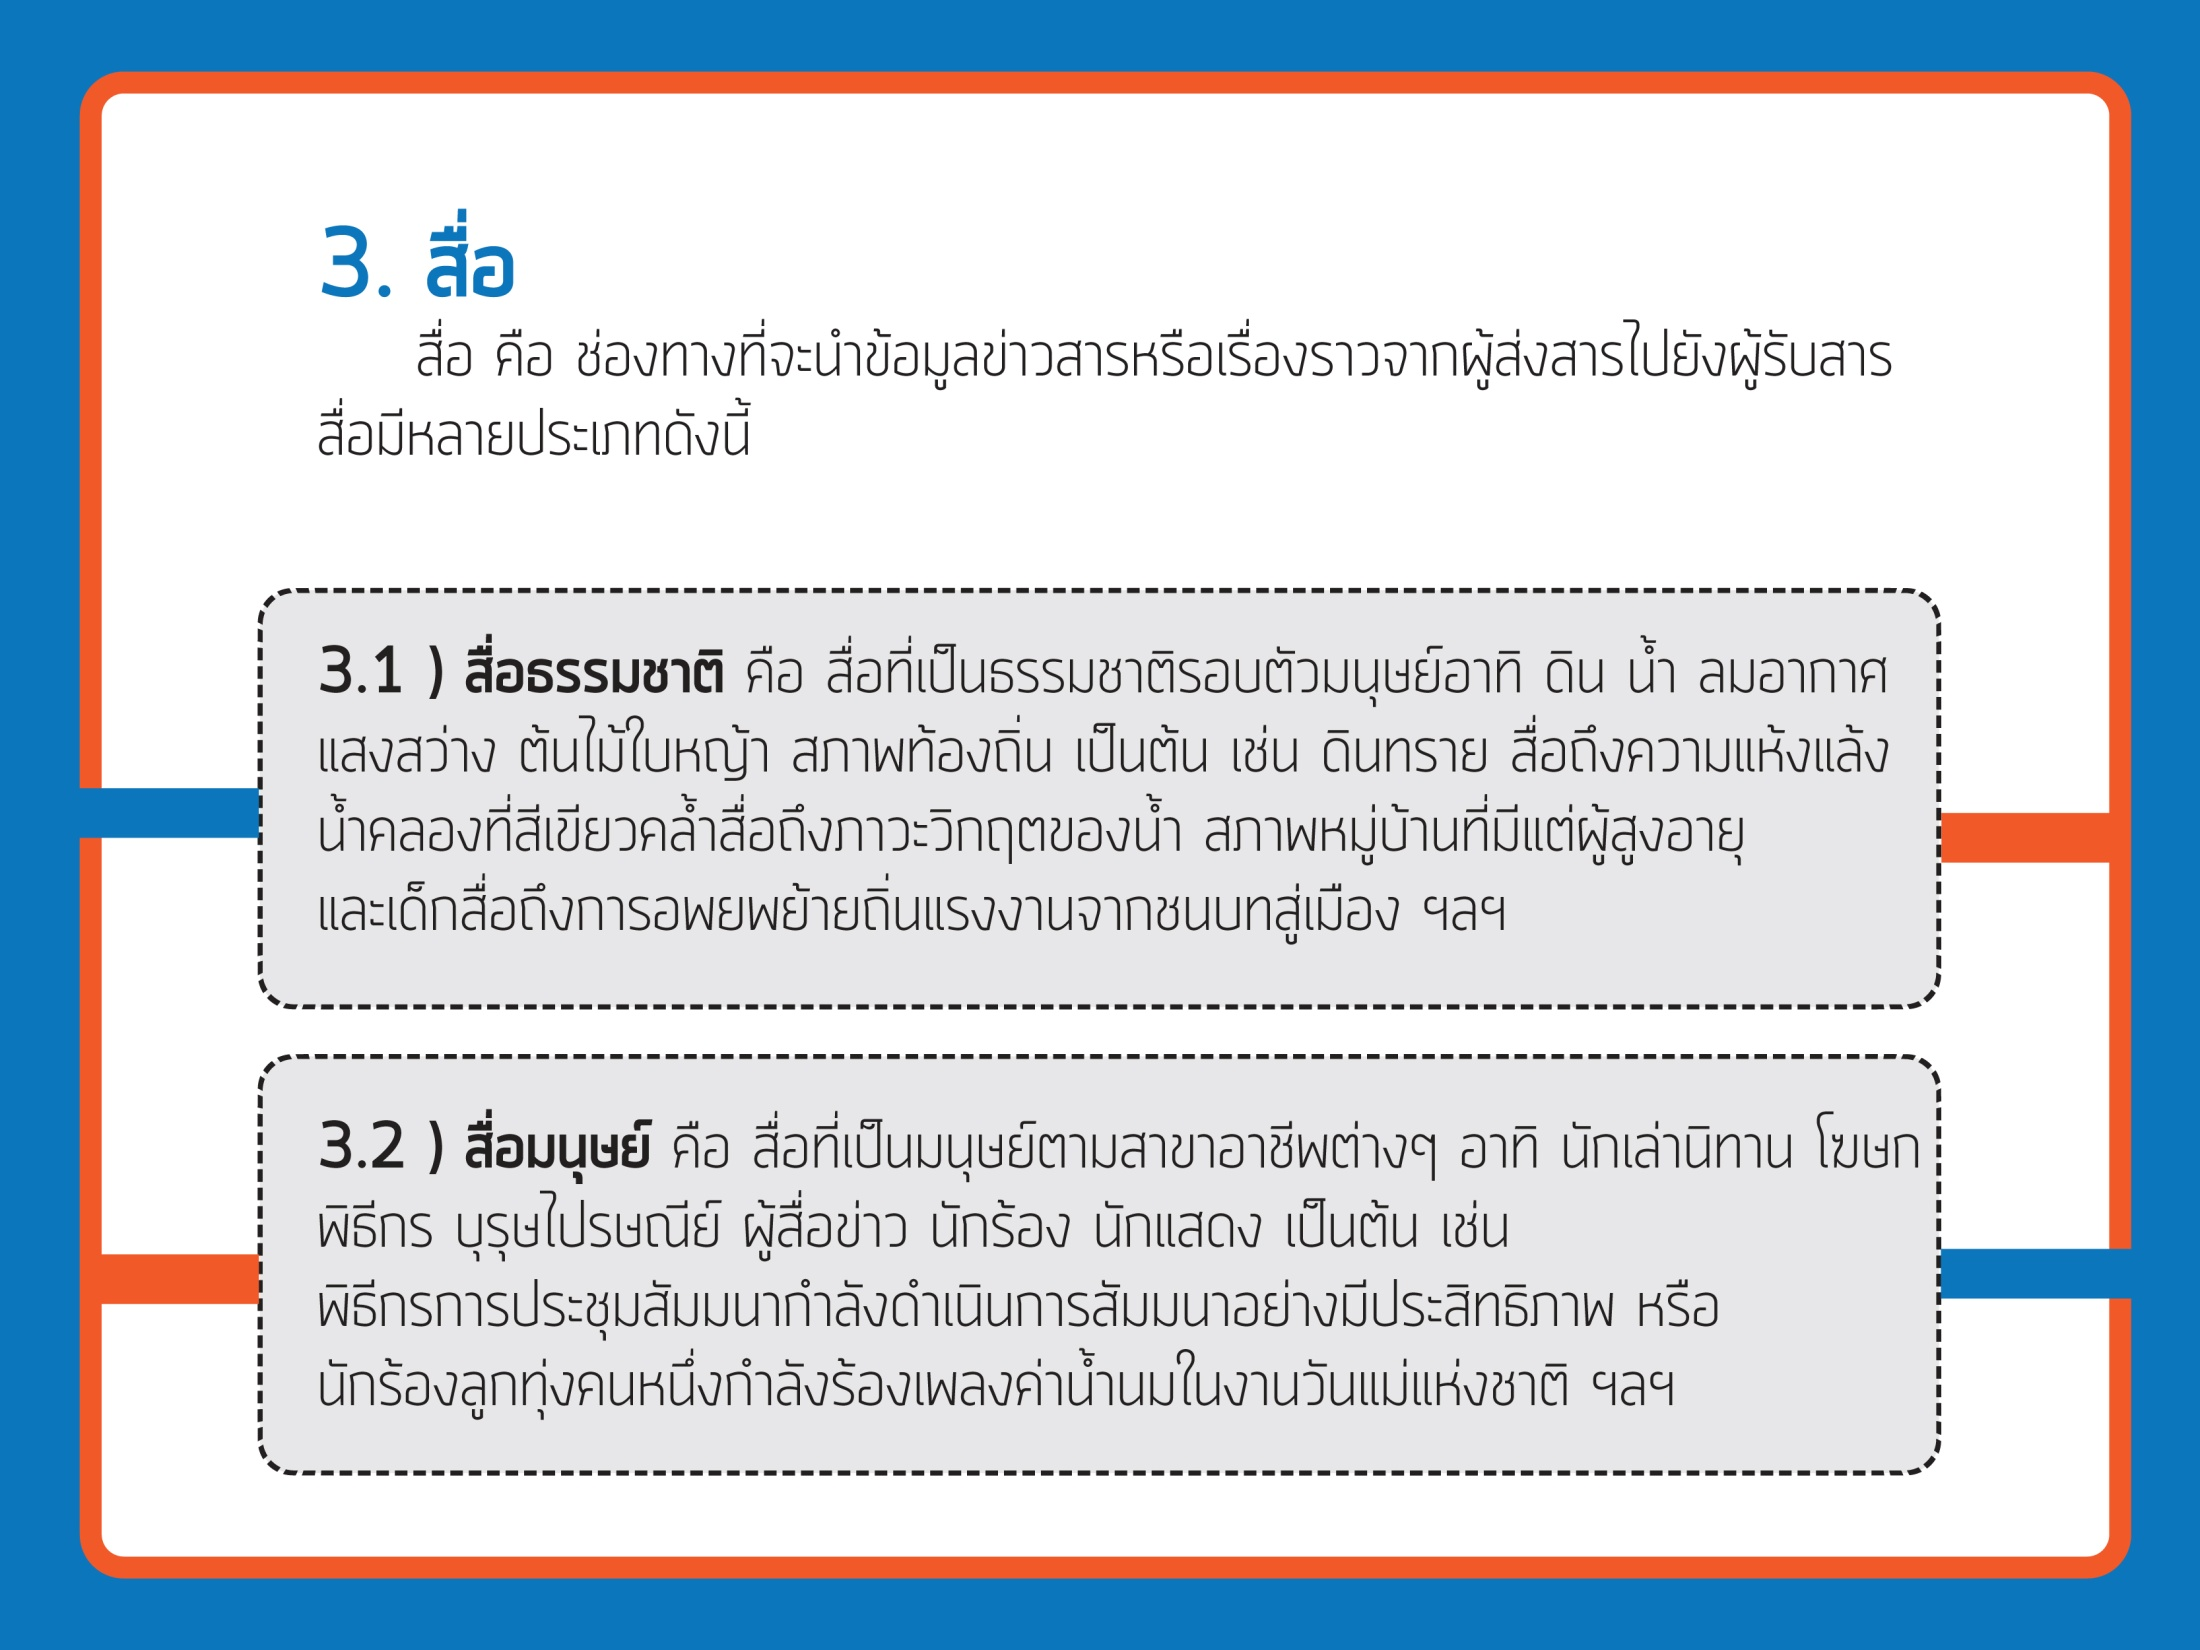 3. สื่อ
สื่อ คือ ช่องทางที่จะนำข้อมูลข่าวสารหรือเรื่องราวจากผู้ส่งสารไปยังผู้รับสาร
สื่อมีหลายประเภทดังนี้
3.1 ) สื่อธรรมชาติ คือ สื่อที่เป็นธรรมชาติรอบตัวมนุษย์อาทิ ดิน น้ำ ลมอากาศ
แสงสว่าง ต้นไม้ใบหญ้า สภาพท้องถิ่น เป็นต้น เช่น ดินทราย สื่อถึงความแห้งแล้ง
น้ำคลองที่สีเขียวคล้ำสื่อถึงภาวะวิกฤตของน้ำ สภาพหมู่บ้านที่มีแต่ผู้สูงอายุ
และเด็กสื่อถึงการอพยพย้ายถิ่นแรงงานจากชนบทสู่เมือง ฯลฯ
3.2 ) สื่อมนุษย์ คือ สื่อที่เป็นมนุษย์ตามสาขาอาชีพต่างๆ อาทิ นักเล่านิทาน โฆษก
พิธีกร บุรุษไปรษณีย์ ผู้สื่อข่าว นักร้อง นักแสดง เป็นต้น เช่น
พิธีกรการประชุมสัมมนากำลังดำเนินการสัมมนาอย่างมีประสิทธิภาพ หรือ
นักร้องลูกทุ่งคนหนึ่งกำลังร้องเพลงค่าน้ำนมในงานวันแม่แห่งชาติ ฯลฯ